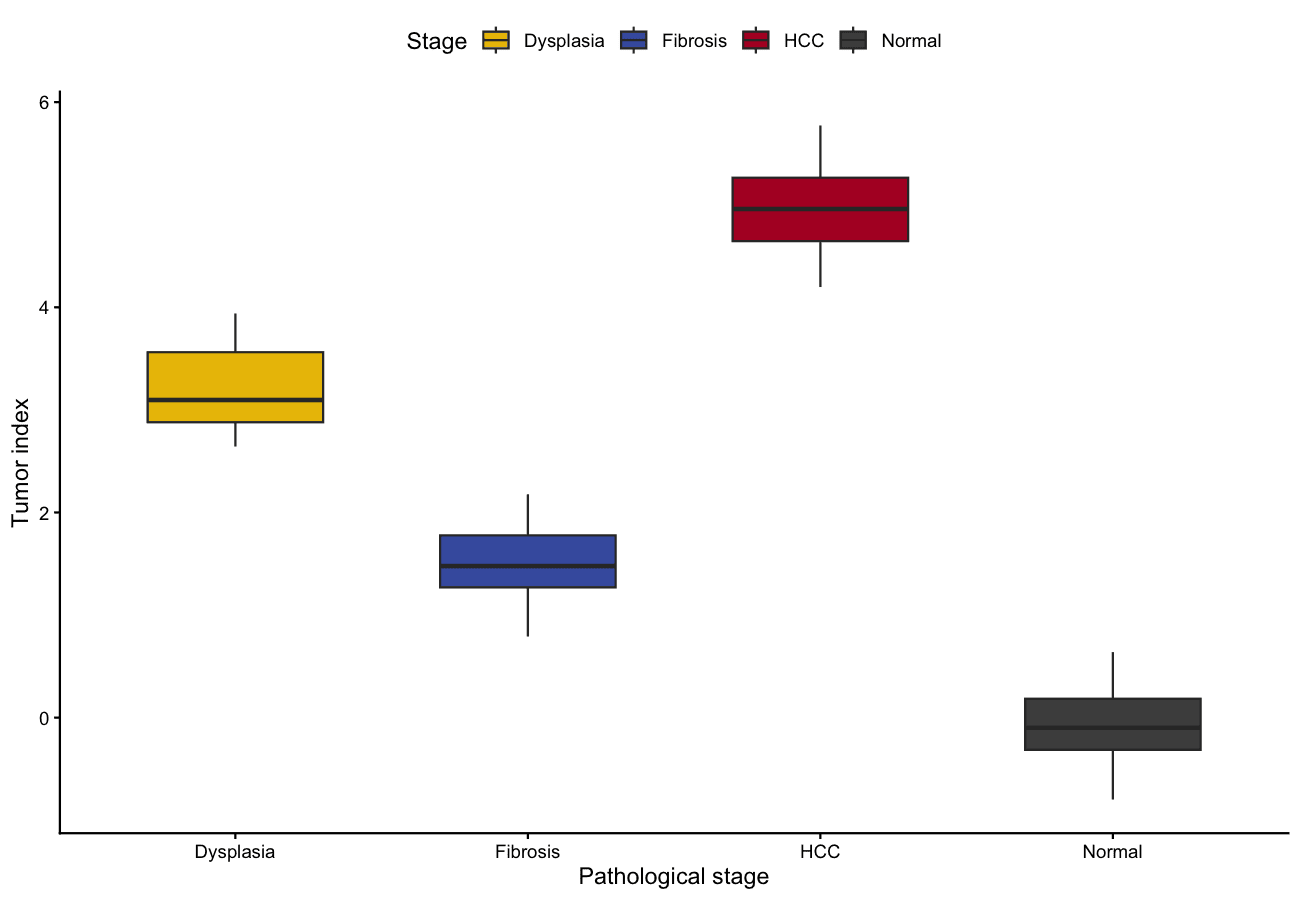 Stage Dysplasia Fibrosis HCC Normal
6
4
2
0
Tumor index
Dysplasia Fibrosis HCC Normal
Pathological stage